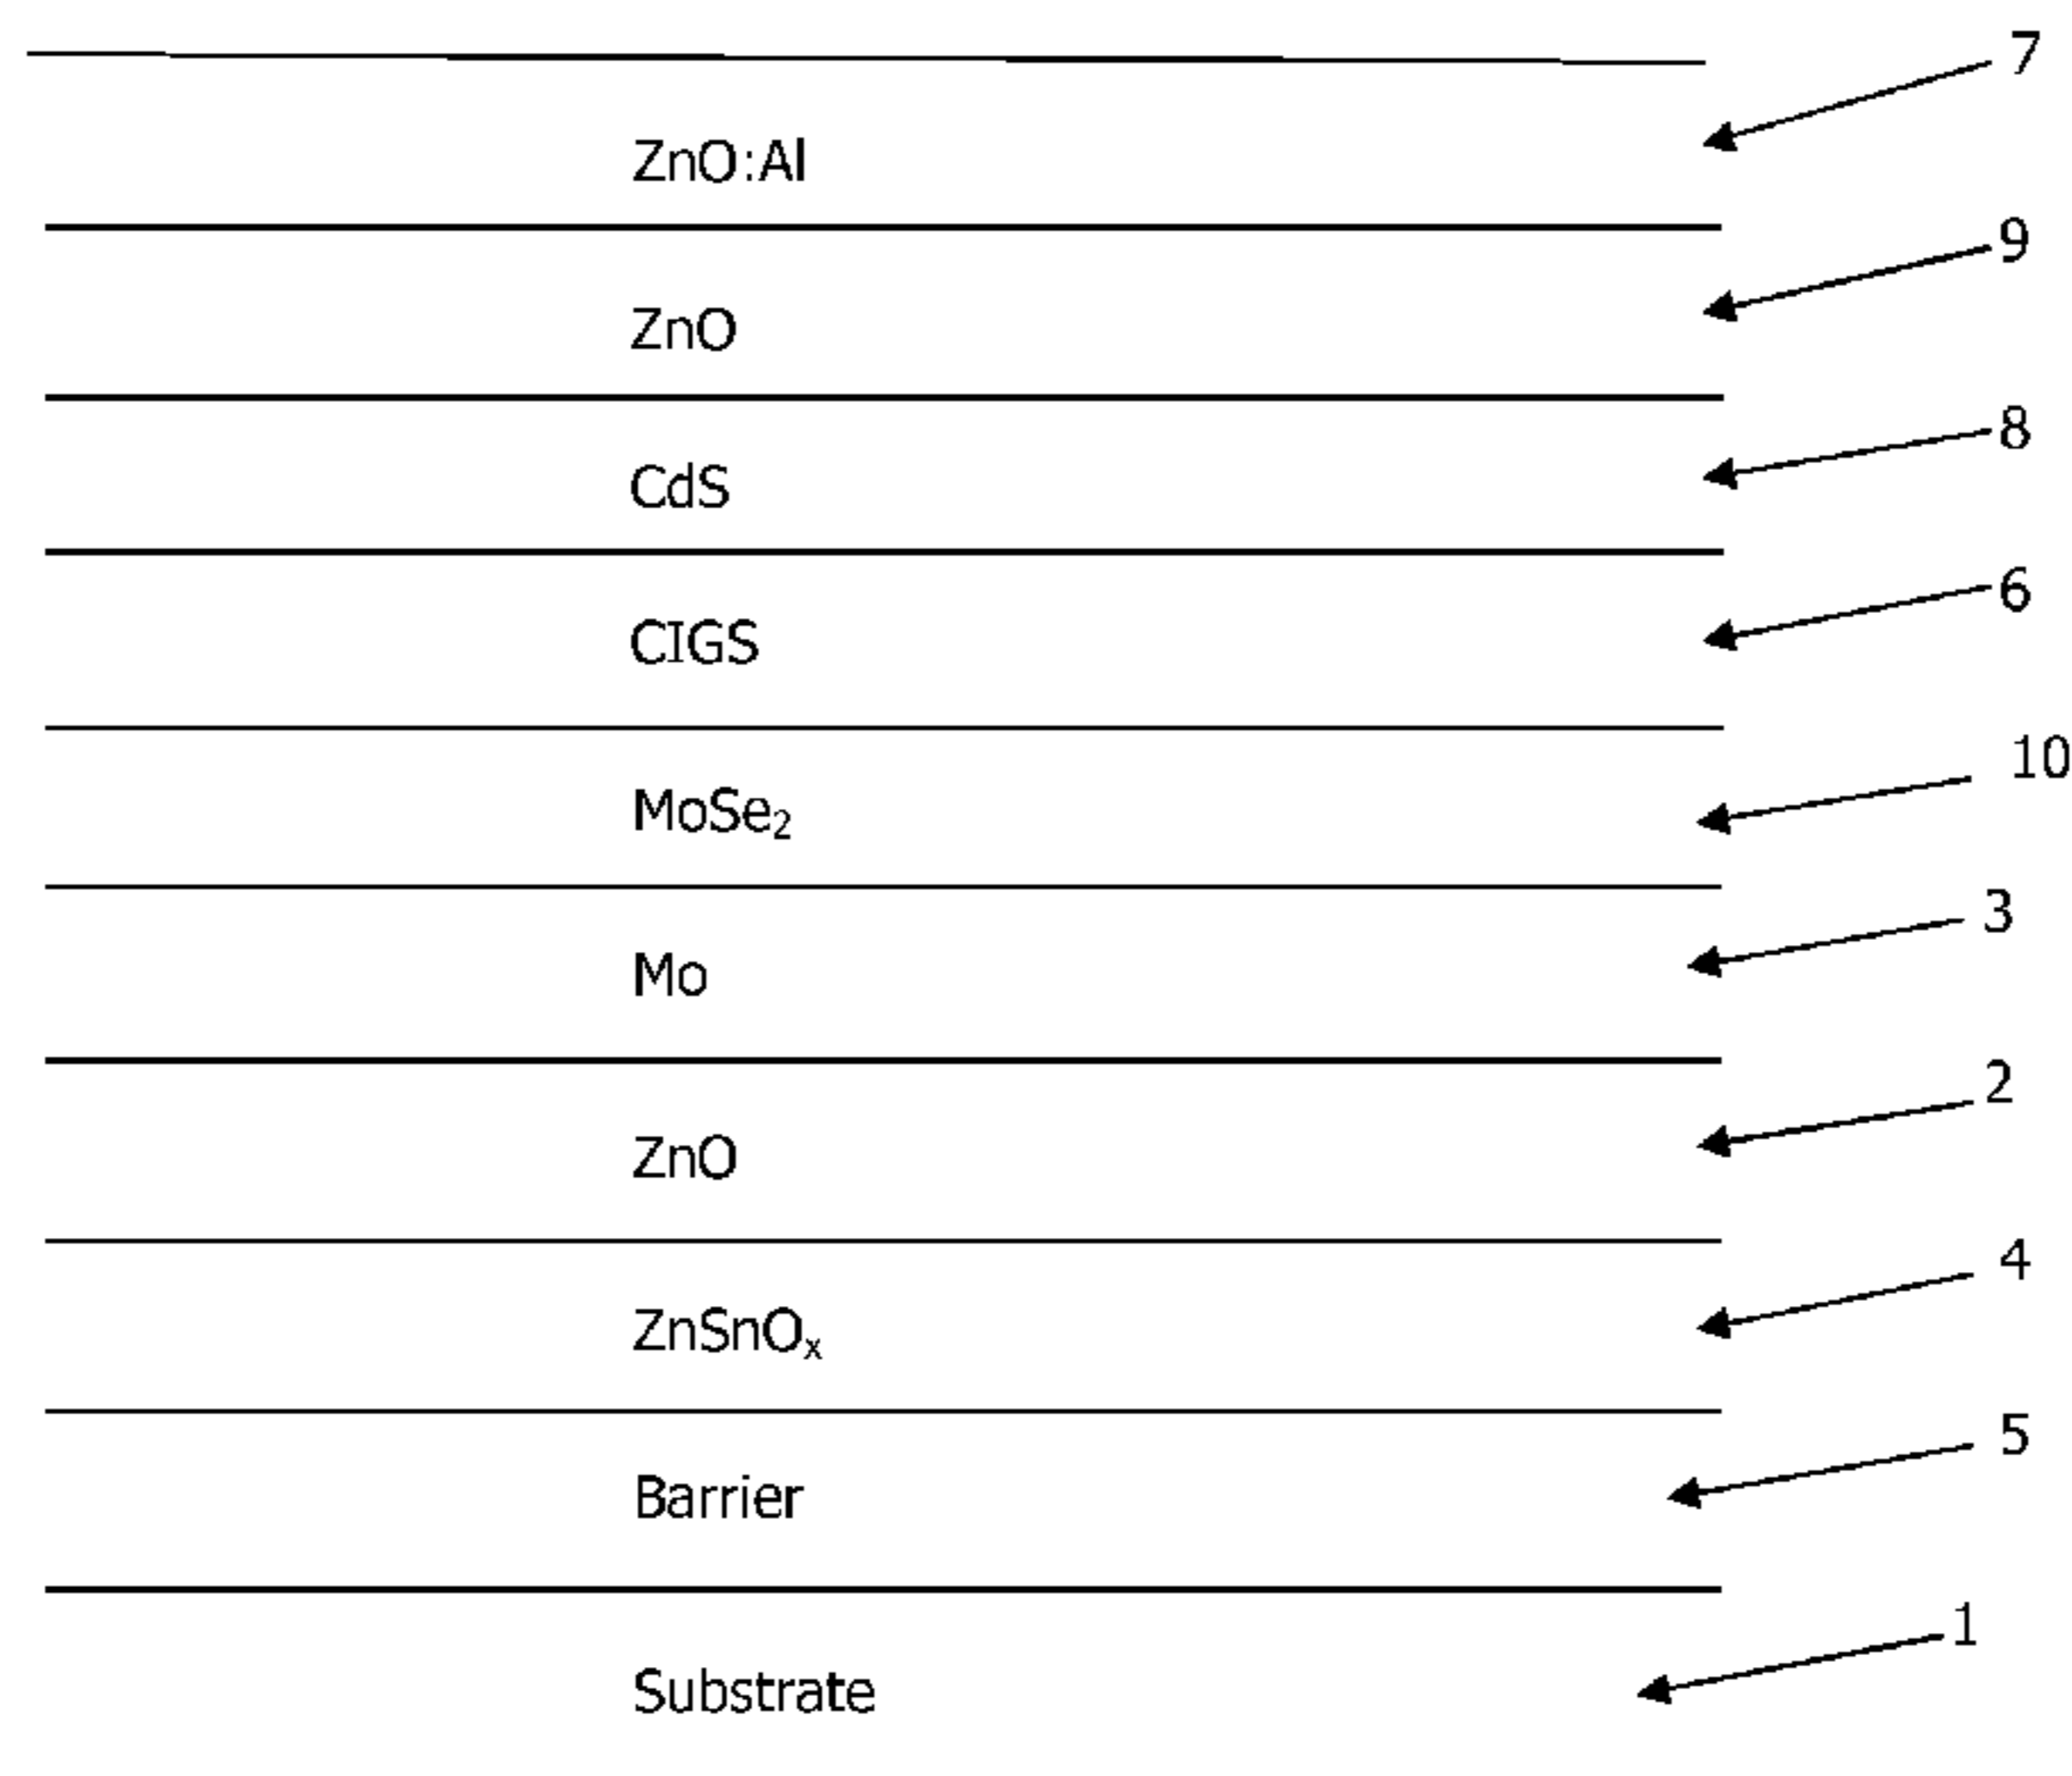 7
ZnO:Al
9
ZnO
8
CdS
6
CIGS
10
MoSe₂
3
Mo
2
ZnO
4
ZnSnOₓ
5
Barrier
1
Substrate